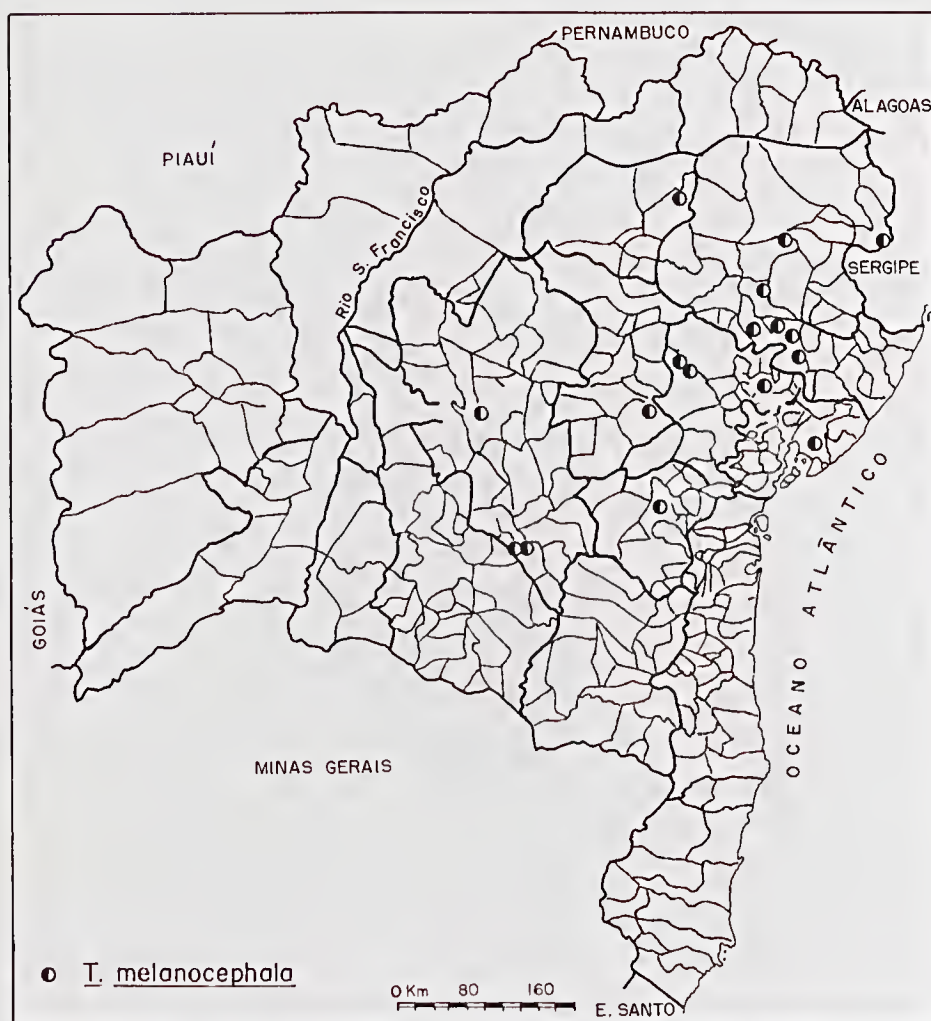 PERNAMBUCO
ALAGOAS
PIAUÍ
Rio S. Francisco
SERGIPE
OCEANO ATLÂNTICO
GOIÁS
MINAS GERAIS
T. melanocephala
0 Km 80 160
E. SANTO